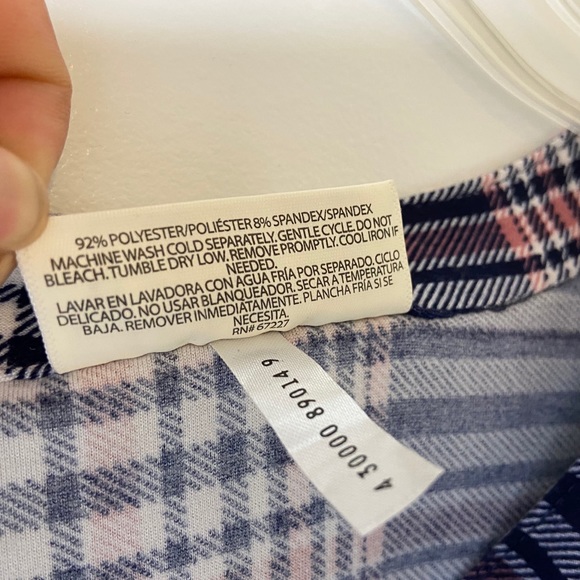 92% POLYESTER/POLIÉSTER 8% SPANDEX/SPANDEX
MACHINE WASH COLD SEPARATELY. GENTLE CYCLE. DO NOT
BLEACH. TUMBLE DRY LOW. REMOVE PROMPTLY. COOL IRON IF
NEEDED.
LAVAR EN LAVADORA CON AGUA FRÍA POR SEPARADO. CICLO
DELICADO. NO USAR BLANQUEADOR. SECAR A TEMPERATURA
BAJA. REMOVER INMEDIATAMENTE. PLANCHA FRÍA SI SE
NECESITA.
RN# 67227
4 30000 89014 9